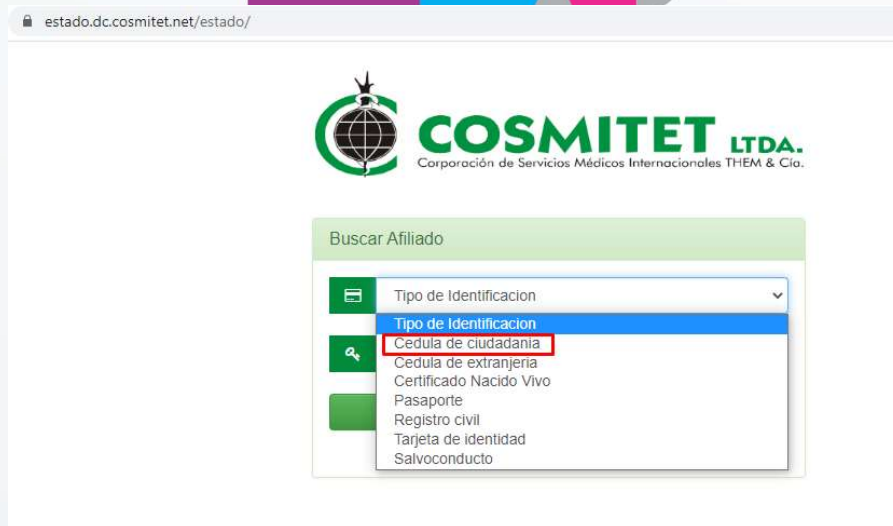 estado.dc.cosmitet.net/estado/
COSMITET LTDA.
Corporación de Servicios Médicos Internacionales THEM & Cía.
Buscar Afiliado
Tipo de Identificacion
Tipo de Identificacion
Cedula de ciudadania
Cedula de extranjeria
Certificado Nacido Vivo
Pasaporte
Registro civil
Tarjeta de identidad
Salvoconducto